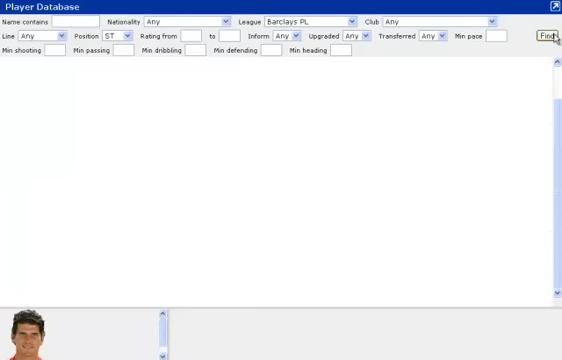 Player Database
Name contains Nationality Any League Barclays PL Club Any
Line Any Position ST Rating from to Inform Any Upgraded Any Transferred Any Min pace Find
Min shooting Min passing Min dribbling Min defending Min heading